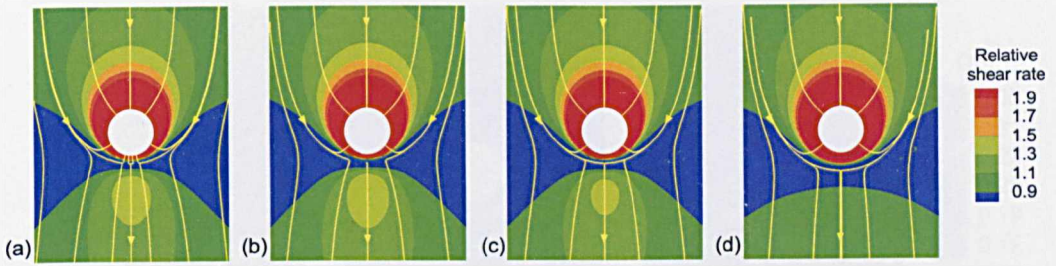 Relative
shear rate
1.9
1.7
1.5
1.3
1.1
0.9
(a)
(b)
(c)
(d)